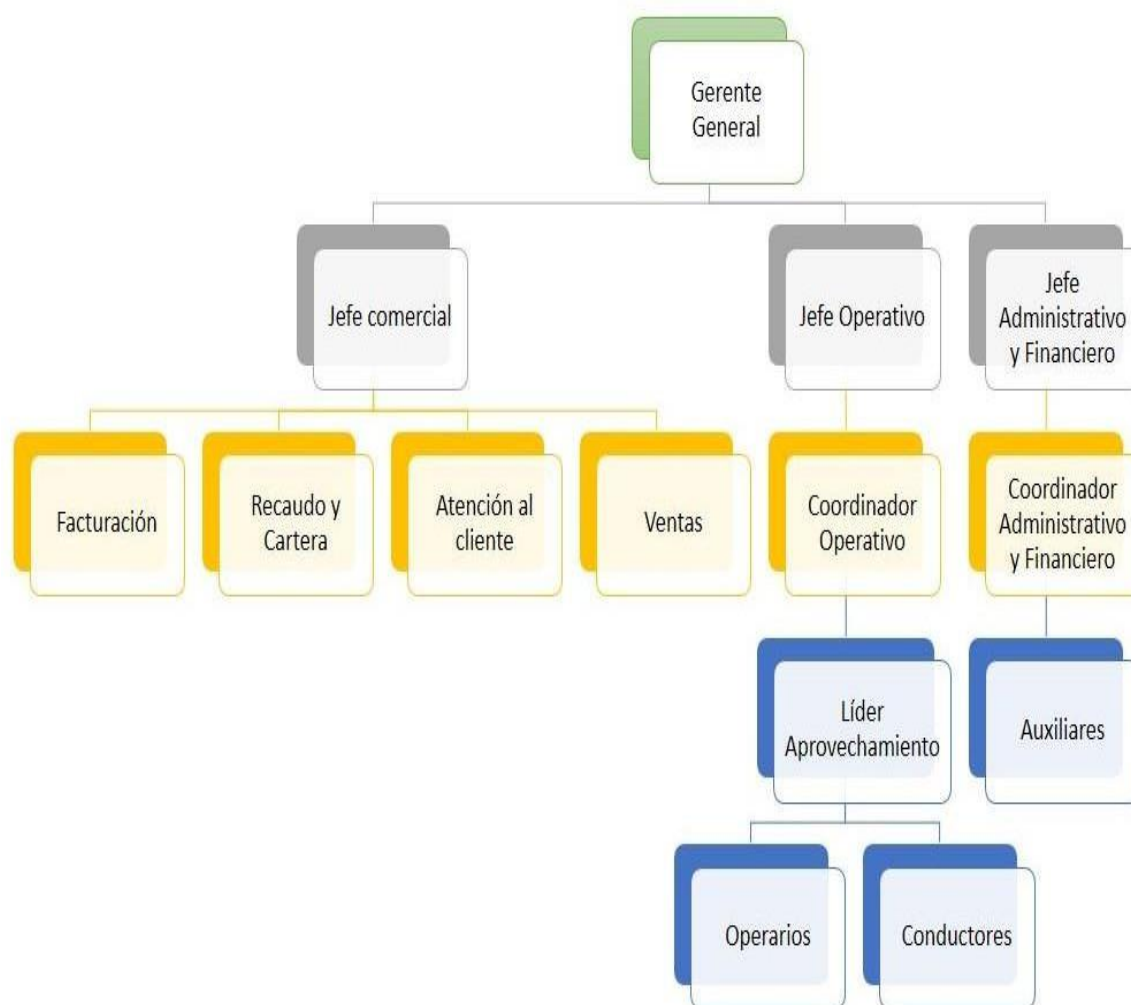 Gerente
General
Jefe comercial
Jefe Operativo
Jefe
Administrativo
y Financiero
Facturación
Recaudo y
Cartera
Atención al
cliente
Ventas
Coordinador
Operativo
Coordinador
Administrativo
y Financiero
Líder
Aprovechamiento
Auxiliares
Operarios
Conductores